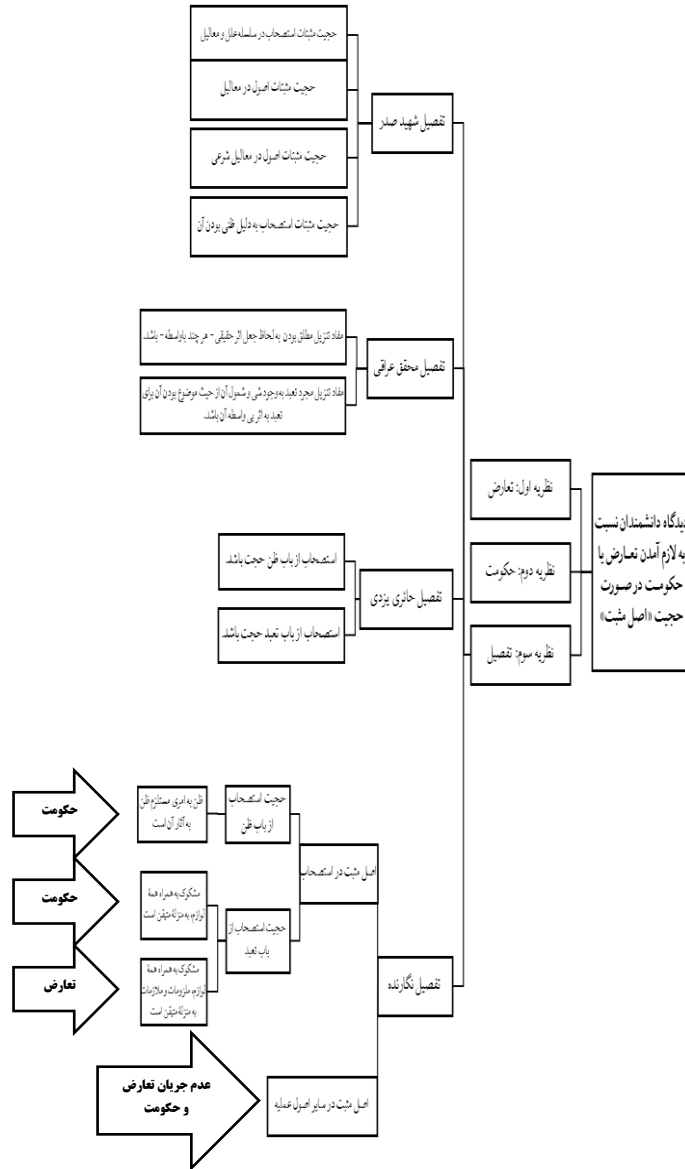 دیدگاه دانشمندان نسبت
به لازم آمدن تعارض یا
حکومت در صورت
حجیت «اصل مثبت»
نظریه اول: تعارض
نظریه دوم: حکومت
نظریه سوم: تفصیل
تفصیل شهید صدر
حجیت مثبتات استصحاب در سلسله علل و معالیل
حجیت مثبتات اصول در معالیل
حجیت مثبتات اصول در معالیل شرعی
حجیت مثبتات استصحاب به دلیل ظنی بودن آن
تفصیل محقق عراقی
مفاد تنزیل مطلق بودن به لحاظ جعل اثر حقیقی - هر چند باواسطه - باشد.
مفاد تنزیل مجرد تعبد به وجود شی و شمول آن از حیث موضوع بودن آن برای
تعبد به اثر بی واسطه آن باشد.
تفصیل حائری یزدی
استصحاب از باب ظن حجت باشد.
استصحاب از باب تعبد حجت باشد.
تفصیل نگارنده
اصل مثبت در استصحاب
حجیت استصحاب
از باب ظن
ظن به امری مستلزم ظن
به آثار آن است
حکومت
حجیت استصحاب از
باب تعبد
مشکوک به همراه همۀ
لوازم، به منزلۀ متیقن است
حکومت
مشکوک به همراه همۀ
لوازم، ملزومات و ملازمات
به منزلۀ متیقن است
تعارض
اصل مثبت در سایر اصول عملیه
عدم جریان تعارض
و حکومت